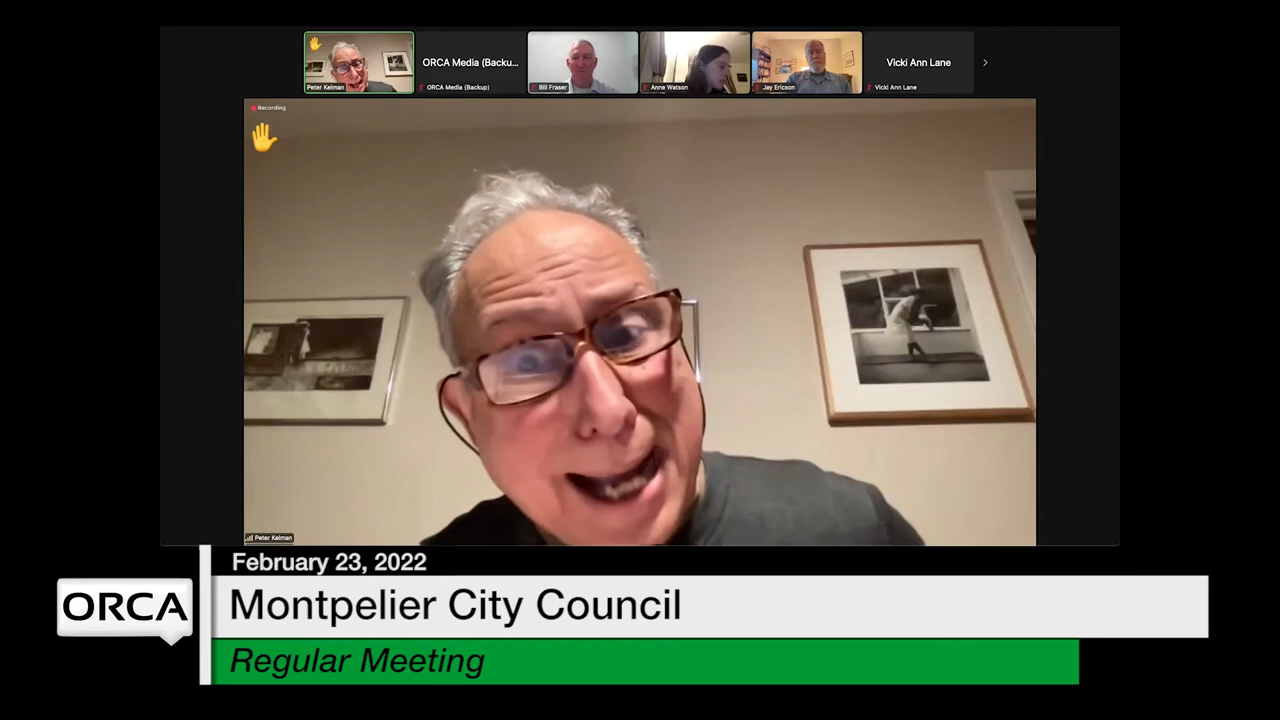 ORCA Media (Backu...
Vicki Ann Lane
Peter Kelman
ORCA Media (Backup)
Bill Fraser
Anne Watson
Jay Ericson
Vicki Ann Lane
Recording
Peter Kelman
February 23, 2022
ORCA
Montpelier City Council
Regular Meeting